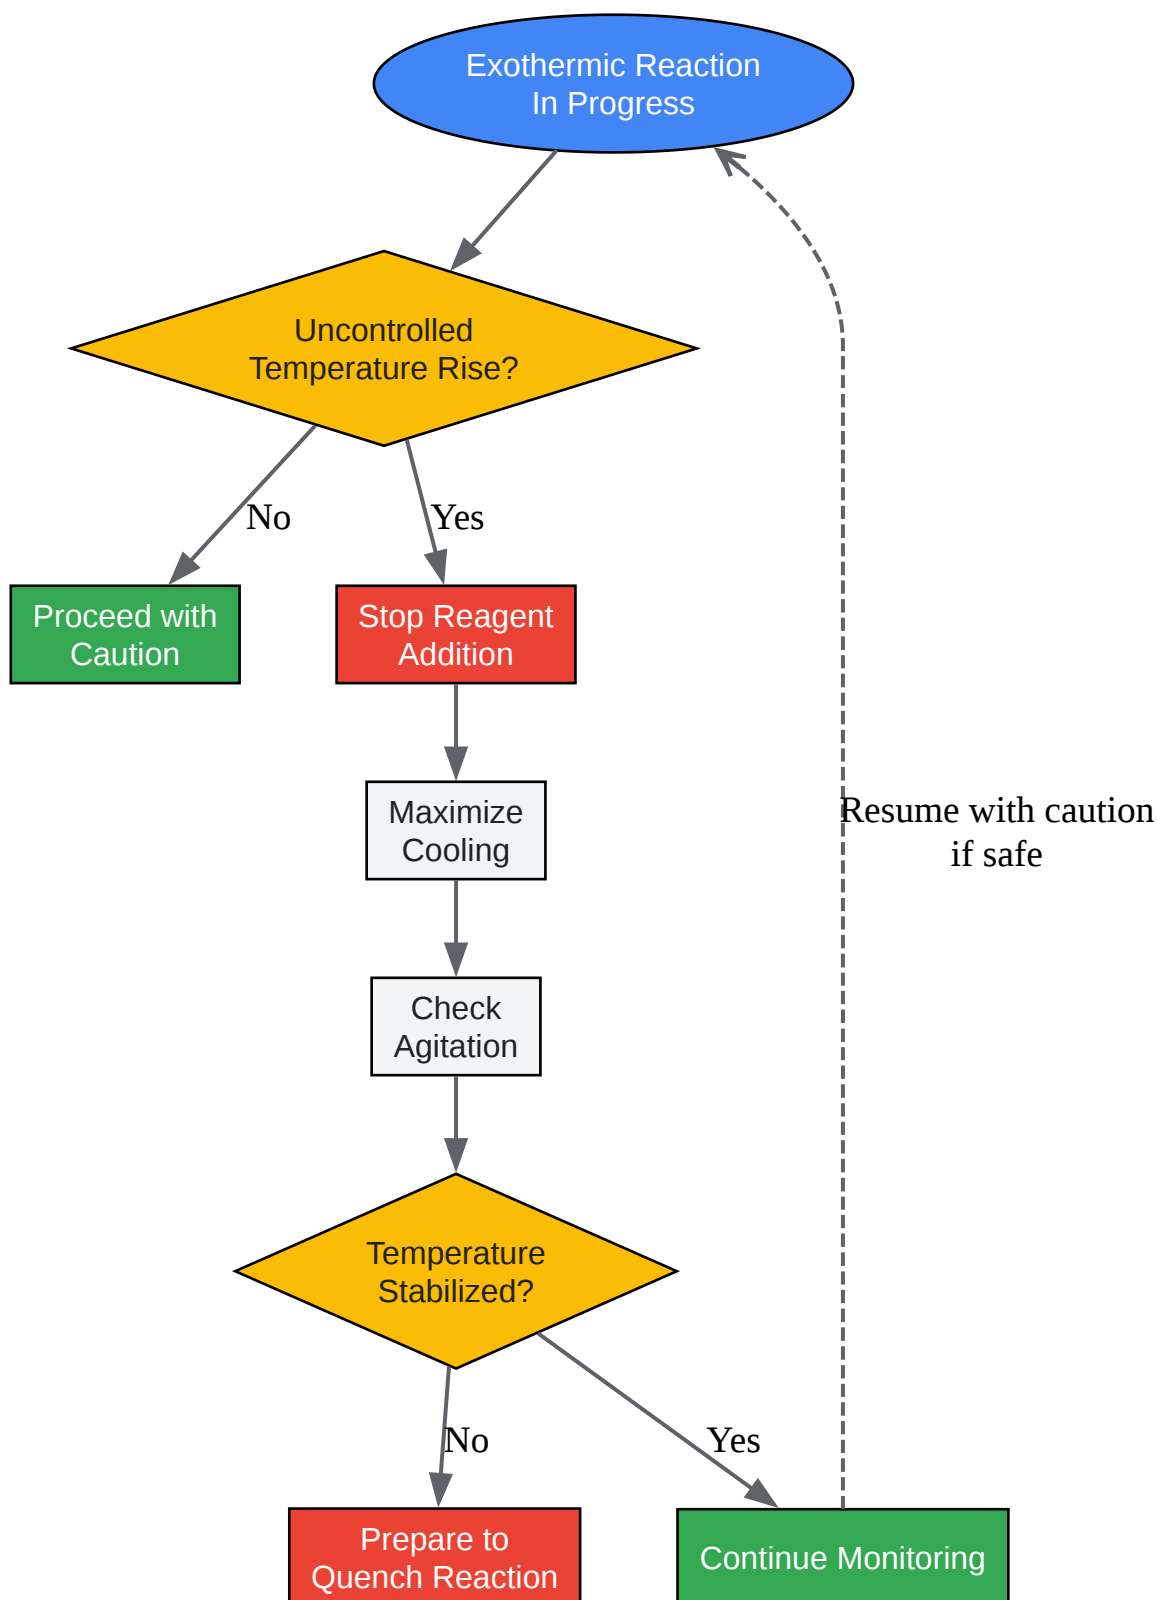 Exothermic Reaction
In Progress
Uncontrolled
Temperature Rise?
No
Yes
Proceed with
Caution
Stop Reagent
Addition
Maximize
Cooling
Resume with caution
if safe
Check
Agitation
Temperature
Stabilized?
No
Yes
Prepare to
Quench Reaction
Continue Monitoring